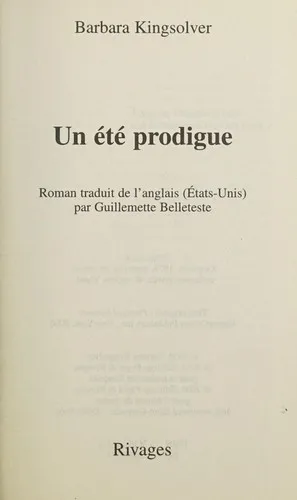 Barbara Kingsolver
Un été prodigue
Roman traduit de l'anglais (États-Unis)
par Guillemette Belleteste
Rivages